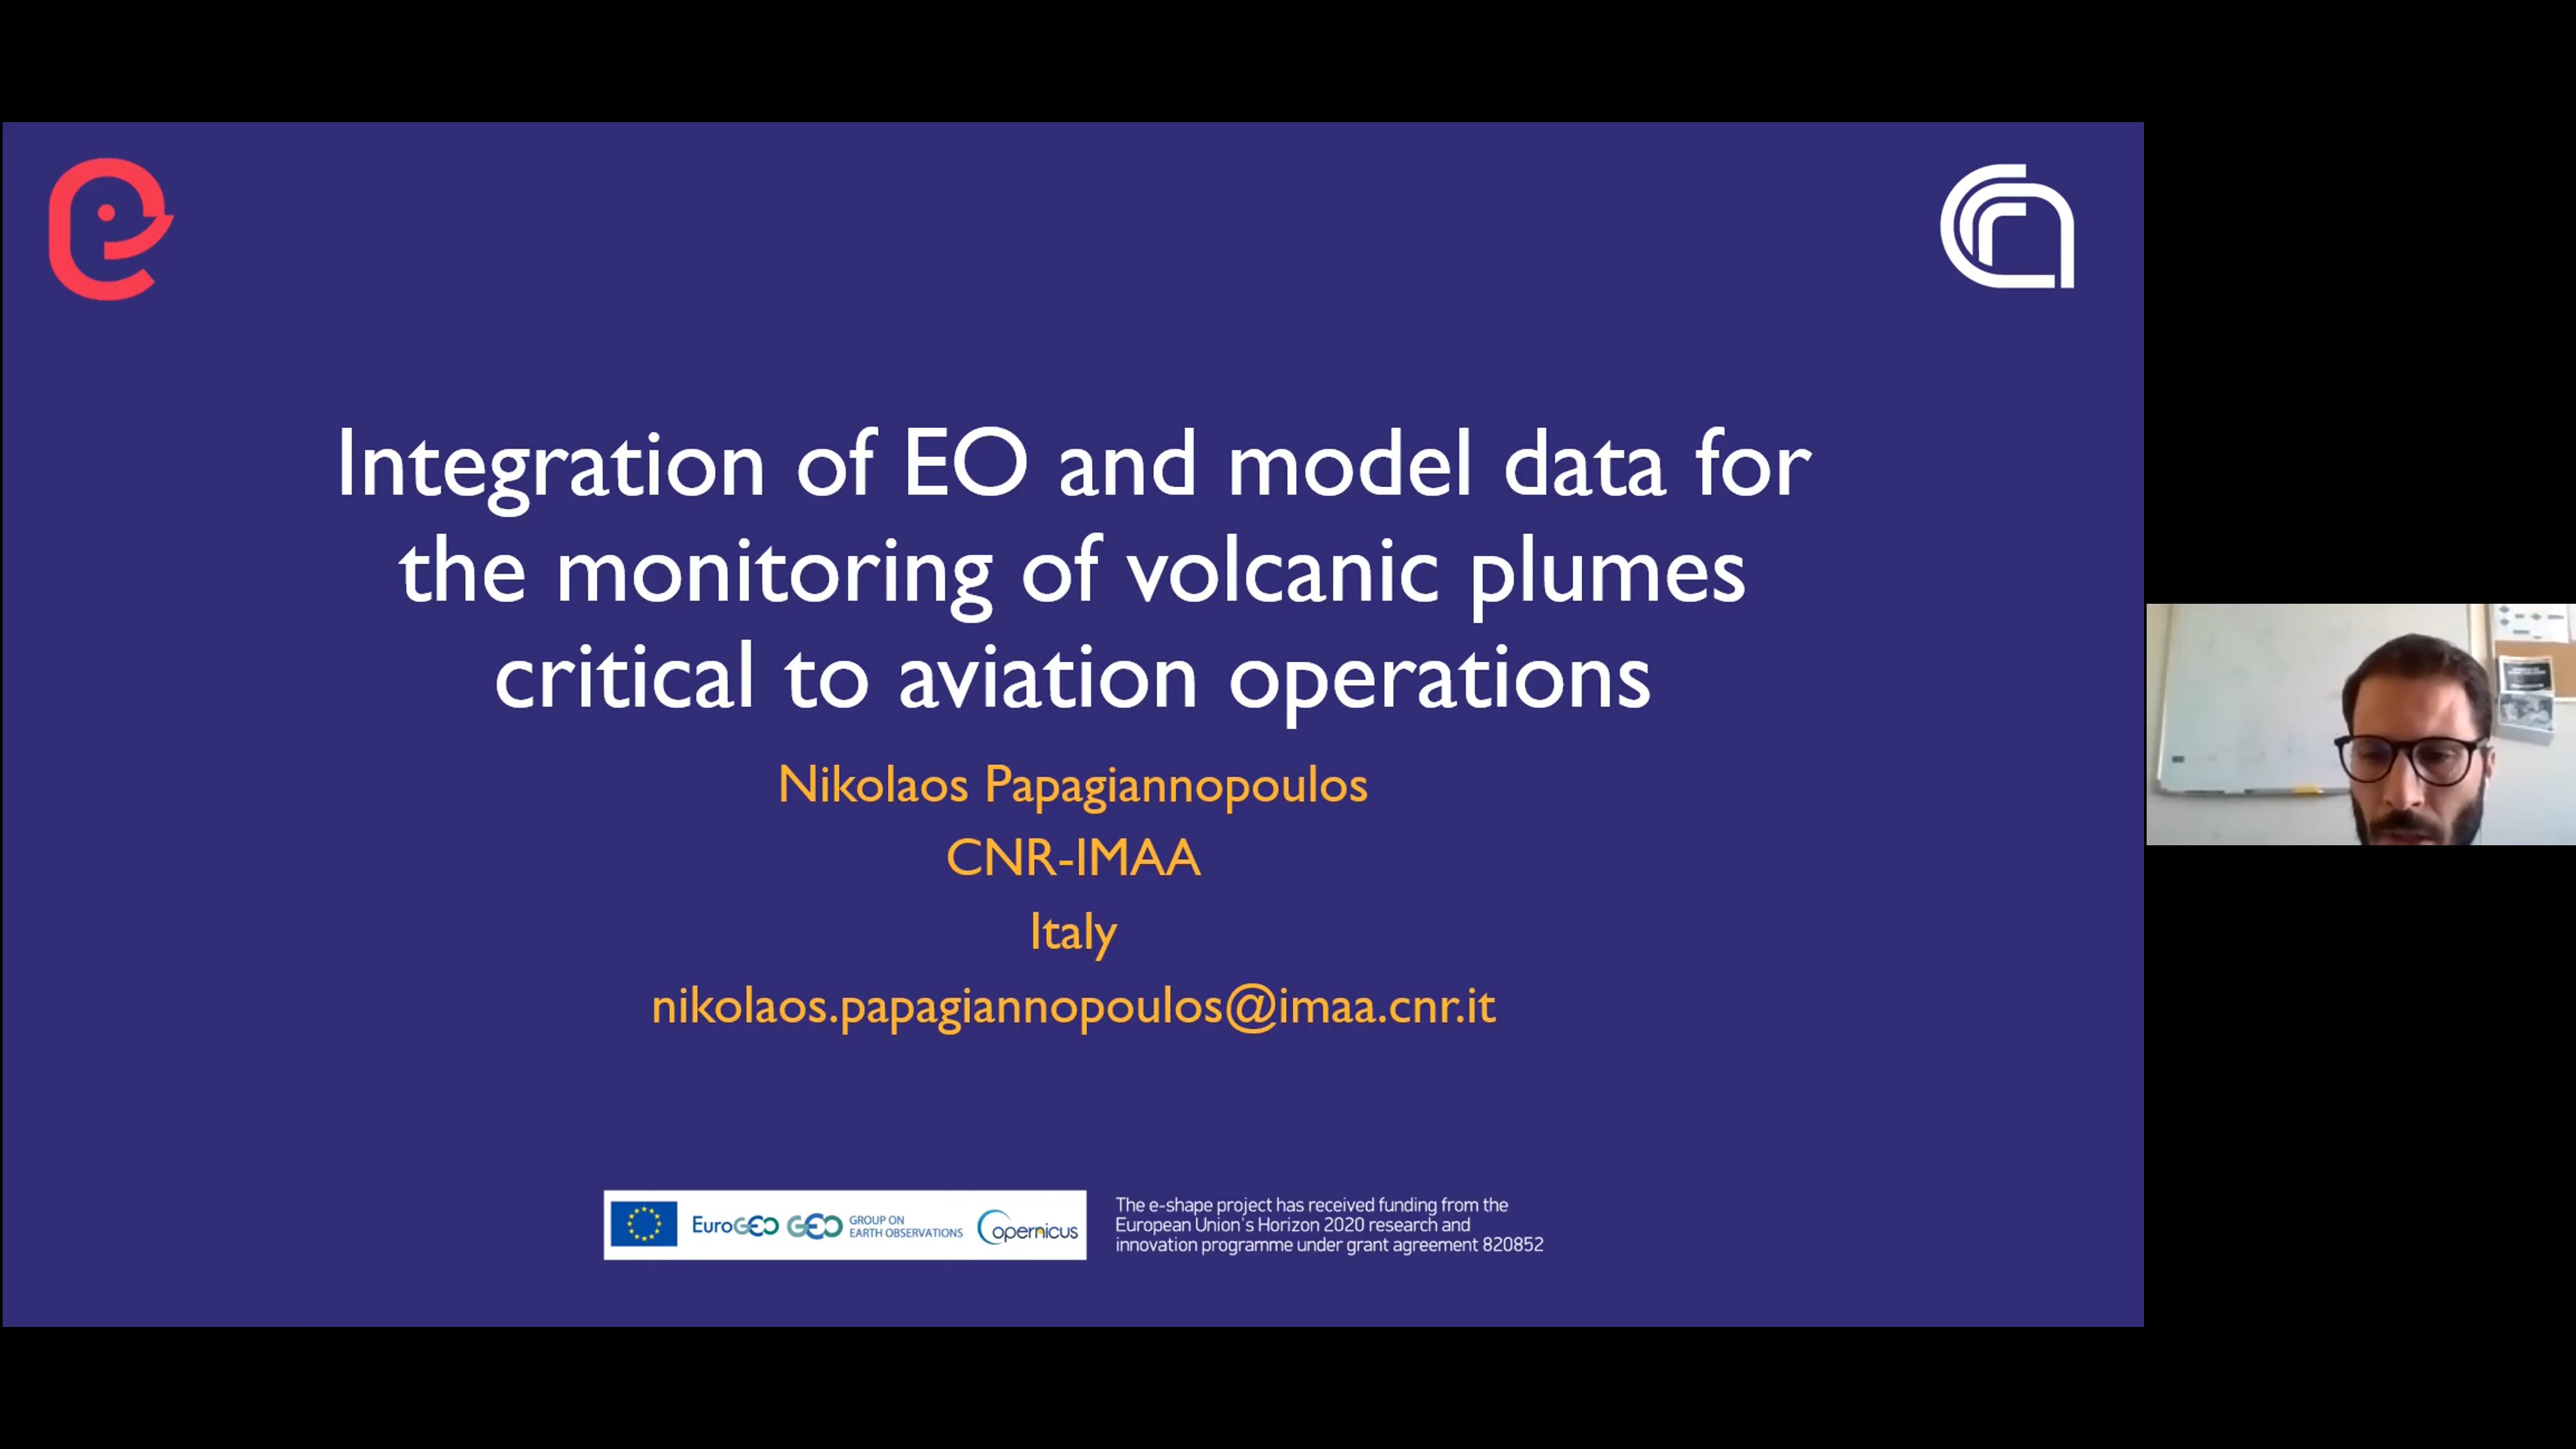 Integration of EO and model data for
the monitoring of volcanic plumes
critical to aviation operations
Nikolaos Papagiannopoulos
CNR-IMAA
Italy
nikolaos.papagiannopoulos@imaa.cnr.it
EuroGEO
GEO
GROUP ON
EARTH OBSERVATIONS
Copernicus
The e-shape project has received funding from the
European Union's Horizon 2020 research and
innovation programme under grant agreement 820852